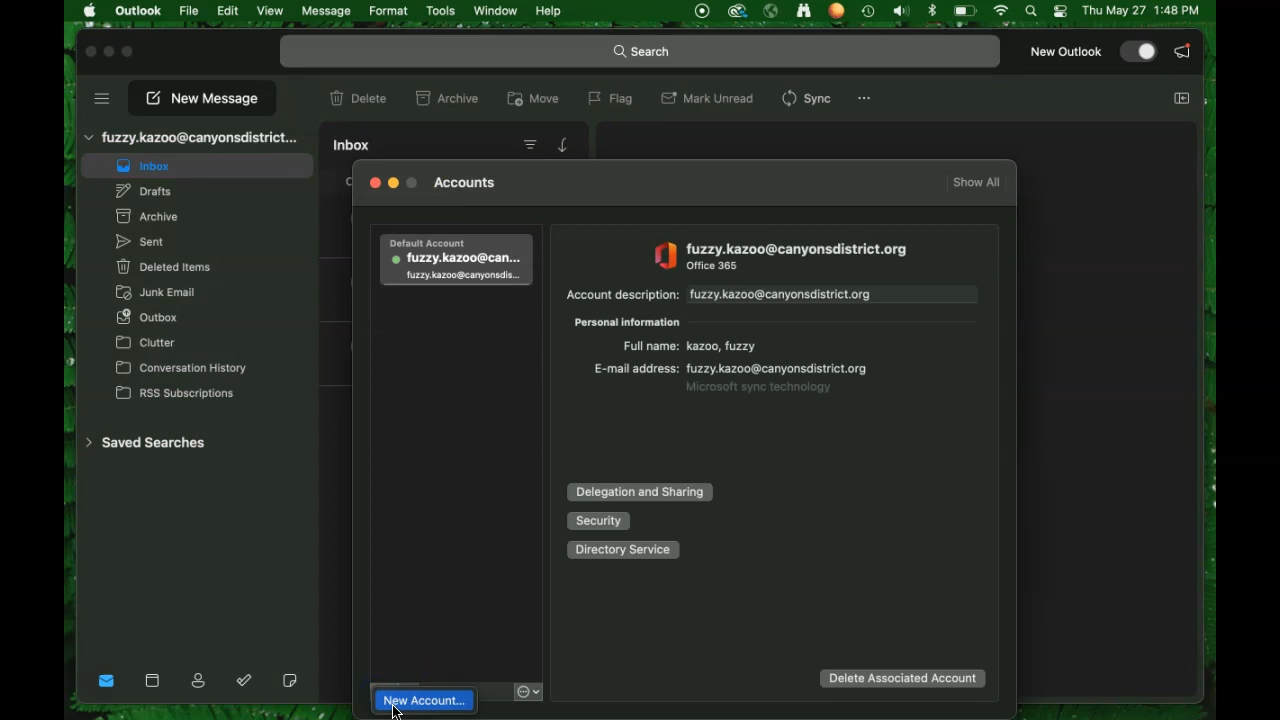 Outlook File Edit View Message Format Tools Window Help Thu May 27 1:48 PM
Search
New Outlook
New Message
Delete Archive Move Flag Mark Unread Sync
fuzzy.kazoo@canyonsdistrict...
Inbox
Drafts
Archive
Sent
Deleted Items
Junk Email
Outbox
Clutter
Conversation History
RSS Subscriptions
Saved Searches
Inbox
Accounts
Show All
Default Account
fuzzy.kazoo@can...
fuzzy.kazoo@canyonsdis...
fuzzy.kazoo@canyonsdistrict.org
Office 365
Account description: fuzzy.kazoo@canyonsdistrict.org
Personal information
Full name: kazoo, fuzzy
E-mail address: fuzzy.kazoo@canyonsdistrict.org
Microsoft sync technology
Delegation and Sharing
Security
Directory Service
Delete Associated Account
New Account...